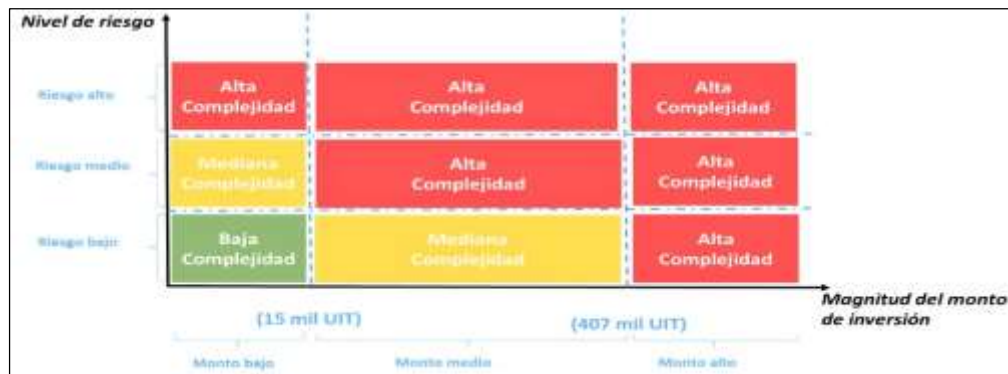 Nivel de riesgo
Riesgo alto
Alta
Complejidad
Alta
Complejidad
Alta
Complejidad
Riesgo medio
Mediana
Complejidad
Alta
Complejidad
Alta
Complejidad
Riesgo bajo
Baja
Complejidad
Mediana
Complejidad
Alta
Complejidad
Magnitud del monto
de inversión
(15 mil UIT)
(407 mil UIT)
Monto bajo
Monto medio
Monto alto